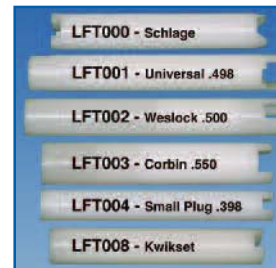 LFT000 - Schlage
LFT001 - Universal .498
LFT002 - Weslock .500
LFT003 - Corbin .550
LFT004 - Small Plug .398
LFT008 - Kwikset